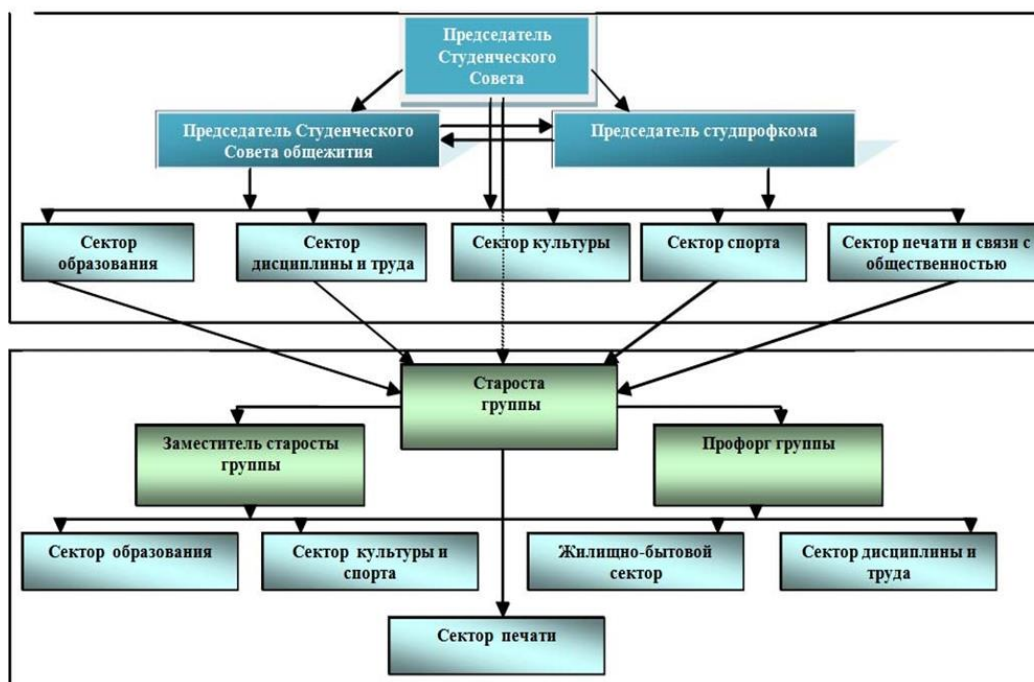 Председатель
Студенческого
Совета
Председатель Студенческого
Совета общежития
Председатель студпрофкома
Сектор
образования
Сектор
дисциплины и труда
Сектор культуры
Сектор спорта
Сектор печати и связи с
общественностью
Староста
группы
Заместитель старосты
группы
Профорг группы
Сектор образования
Сектор культуры и
спорта
Жилищно-бытовой
сектор
Сектор дисциплины и
труда
Сектор печати